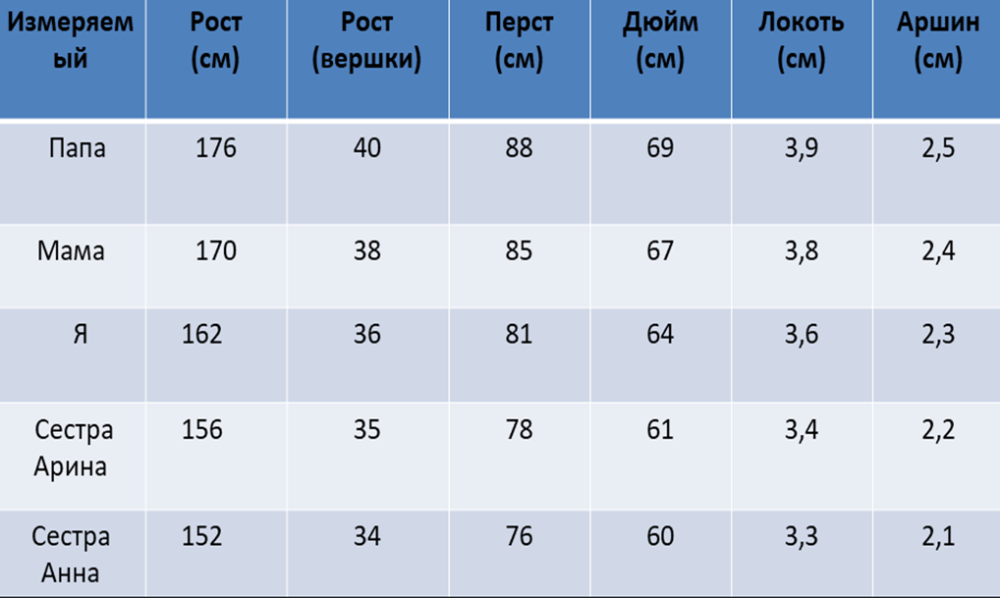 Измеряем
ый
Рост
(см)
Рост
(вершки)
Перст
(см)
Дюйм
(см)
Локоть
(см)
Аршин
(см)
Папа 176 40 88 69 3,9 2,5
Мама 170 38 85 67 3,8 2,4
Я 162 36 81 64 3,6 2,3
Сестра
Арина
156 35 78 61 3,4 2,2
Сестра
Анна
152 34 76 60 3,3 2,1